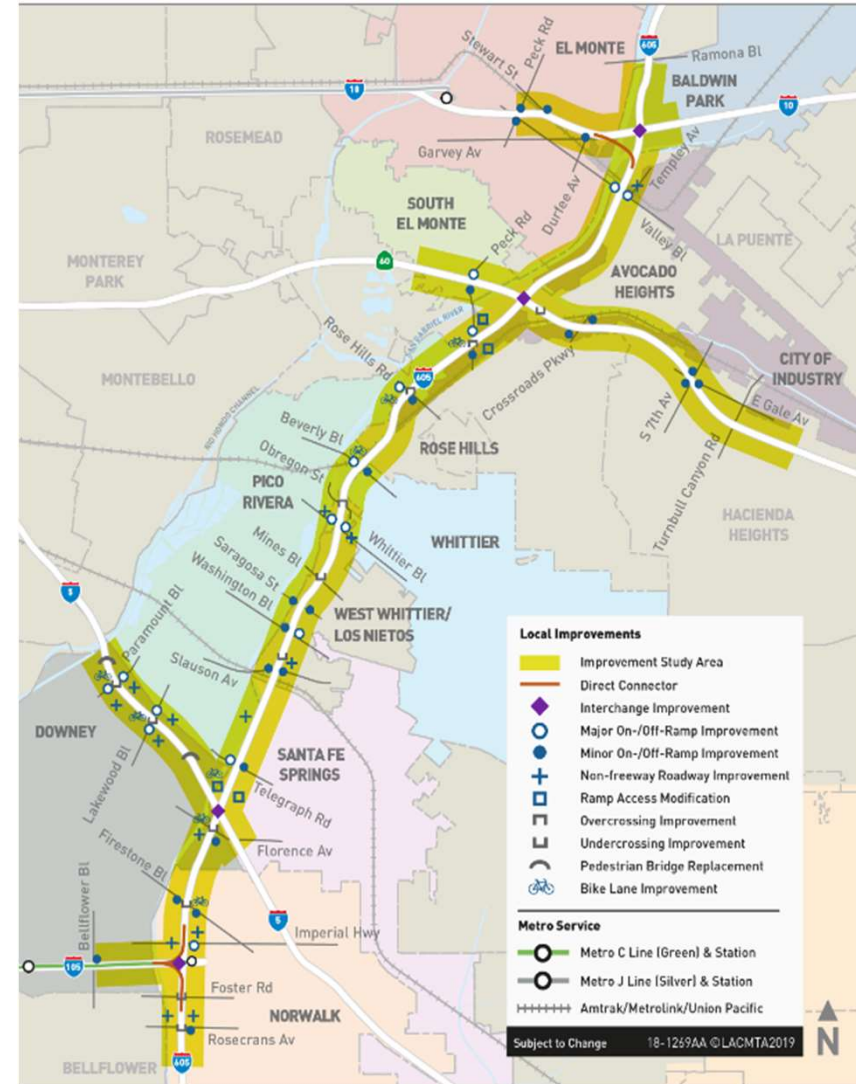 605
Ramona Bl
EL MONTE
Peck Rd
Stewart St
BALDWIN
PARK
10
10
ROSEMEAD
Garvey Av
Durfee Av
Templey Av
SOUTH
EL MONTE
Peck Rd
Valley Bl
LA PUENTE
60
MONTEREY
PARK
AVOCADO
HEIGHTS
SAN GABRIEL RIVER
Rose Hills Rd
605
Crossroads Pkwy
CITY OF
INDUSTRY
MONTEBELLO
RIO HONDO CHANNEL
S 7th Av
E Gale Av
Beverly Bl
ROSE HILLS
Obregon St
Turnbull Canyon Rd
PICO
RIVERA
HACIENDA
HEIGHTS
Mines Bl
Whittier Bl
WHITTIER
Saragosa St
Washington Bl
5
Paramount Bl
WEST WHITTIER/
LOS NIETOS
Slauson Av
DOWNEY
Lakewood Bl
SANTA FE
SPRINGS
Telegraph Rd
Florence Av
Firestone Bl
Bellflower Bl
5
Imperial Hwy
105
Foster Rd
NORWALK
Rosecrans Av
BELLFLOWER
605
Local Improvements
Improvement Study Area
Direct Connector
Interchange Improvement
Major On-/Off-Ramp Improvement
Minor On-/Off-Ramp Improvement
Non-freeway Roadway Improvement
Ramp Access Modification
Overcrossing Improvement
Undercrossing Improvement
Pedestrian Bridge Replacement
Bike Lane Improvement
Metro Service
Metro C Line (Green) & Station
Metro J Line (Silver) & Station
Amtrak/Metrolink/Union Pacific
Subject to Change 18-1269AA ©LACMTA2019
N